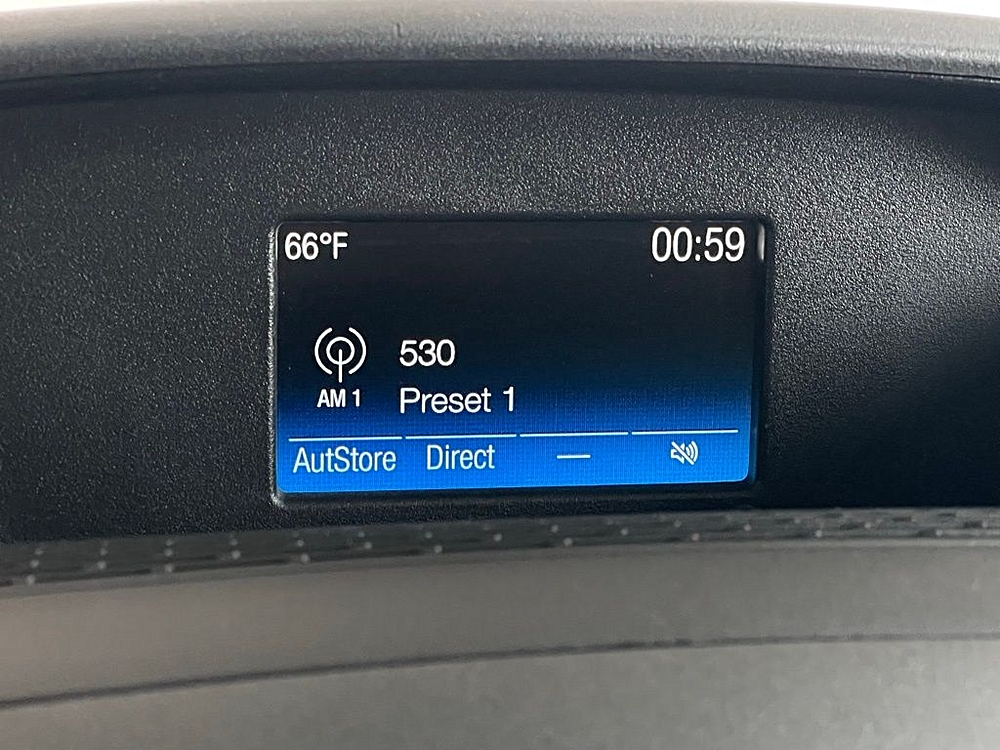 66°F 00:59
530
AM 1 Preset 1
AutStore Direct —